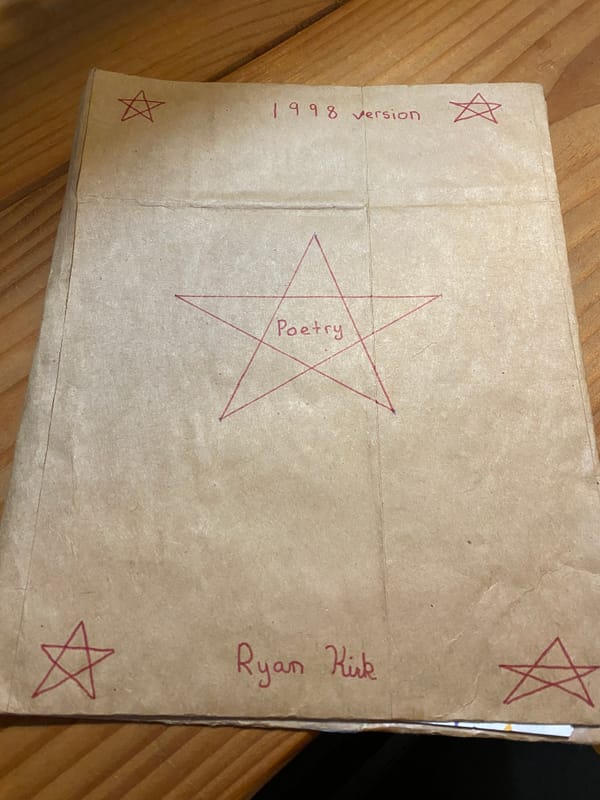 1998 version
Poetry
Ryan Kirk